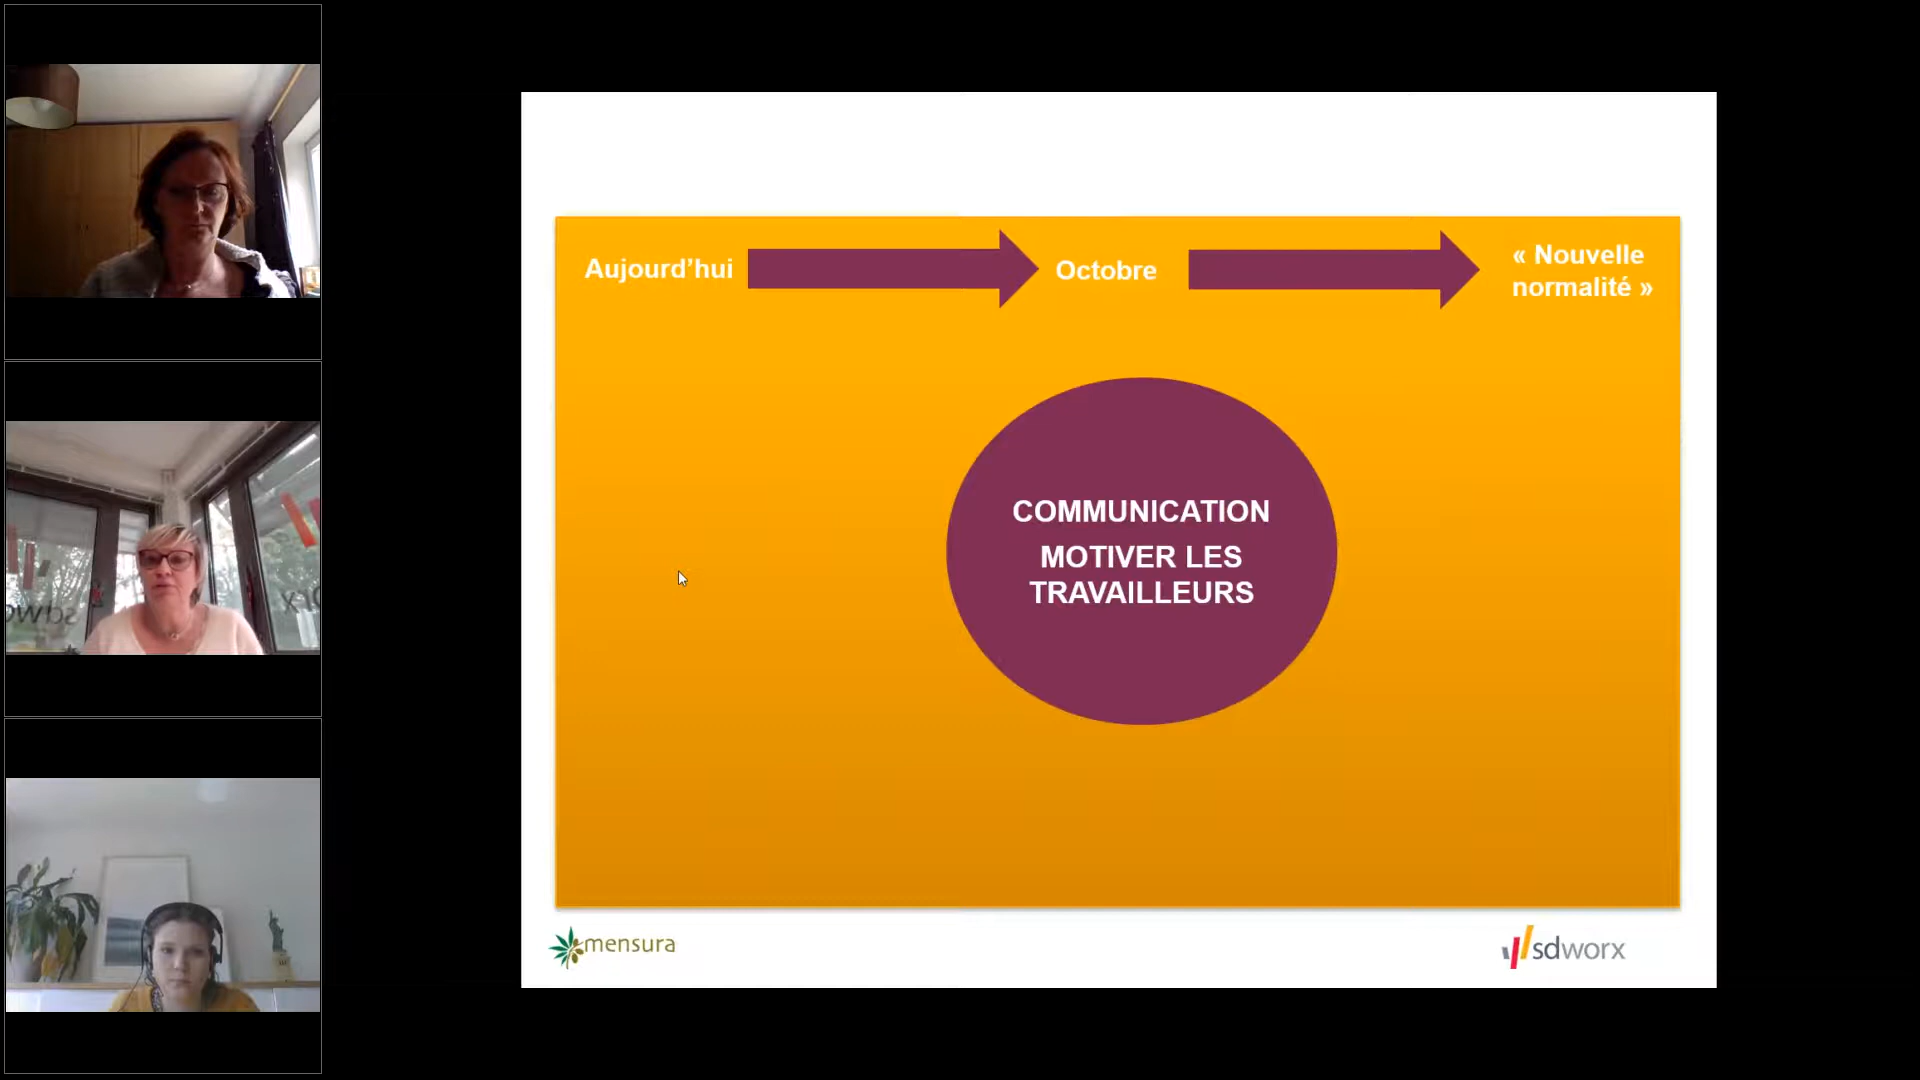 Aujourd’hui
Octobre
« Nouvelle
normalité »
COMMUNICATION
MOTIVER LES
TRAVAILLEURS
mensura
sdworx